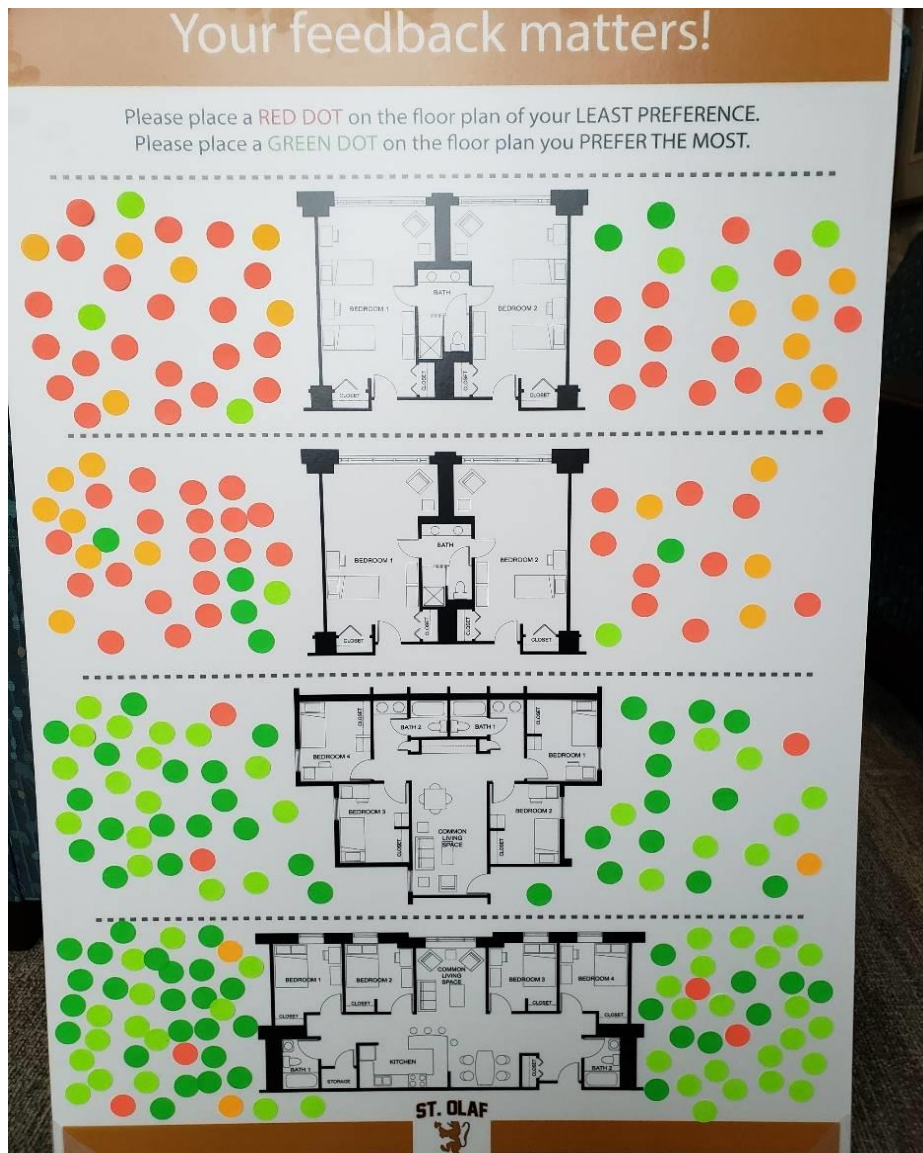 Your feedback matters!
Please place a RED DOT on the floor plan of your LEAST PREFERENCE.
Please place a GREEN DOT on the floor plan you PREFER THE MOST.
BATH
BEDROOM 1
BEDROOM 2
CLOSET
CLOSET
CLOSET
CLOSET
BATH
BEDROOM 1
BEDROOM 2
CLOSET
CLOSET
CLOSET
CLOSET
CLOSET
BATH 2
BATH 1
CLOSET
BEDROOM 4
BEDROOM 1
BEDROOM 3
BEDROOM 2
COMMON
LIVING
SPACE
CLOSET
CLOSET
BEDROOM 1
BEDROOM 2
COMMON
LIVING
SPACE
BEDROOM 3
BEDROOM 4
CLOSET
CLOSET
CLOSET
CLOSET
KITCHEN
BATH 1
STORAGE
CLOSET
BATH 2
ST. OLAF